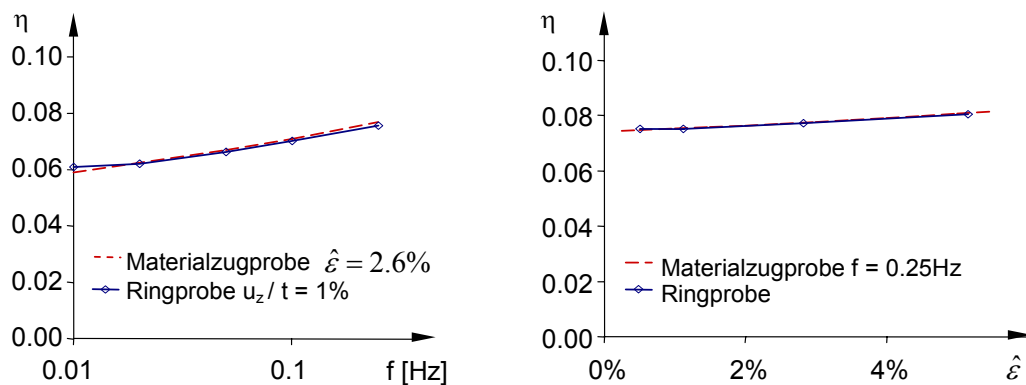 η
0.10
0.08
0.06
0.04
0.02
0.00
Materialzugprobe ε̂ = 2.6%
Ringprobe u_z / t = 1%
0.01
0.1
f [Hz]
η
0.10
0.08
0.06
0.04
0.02
0.00
Materialzugprobe f = 0.25Hz
Ringprobe
0%
2%
4%
ε̂